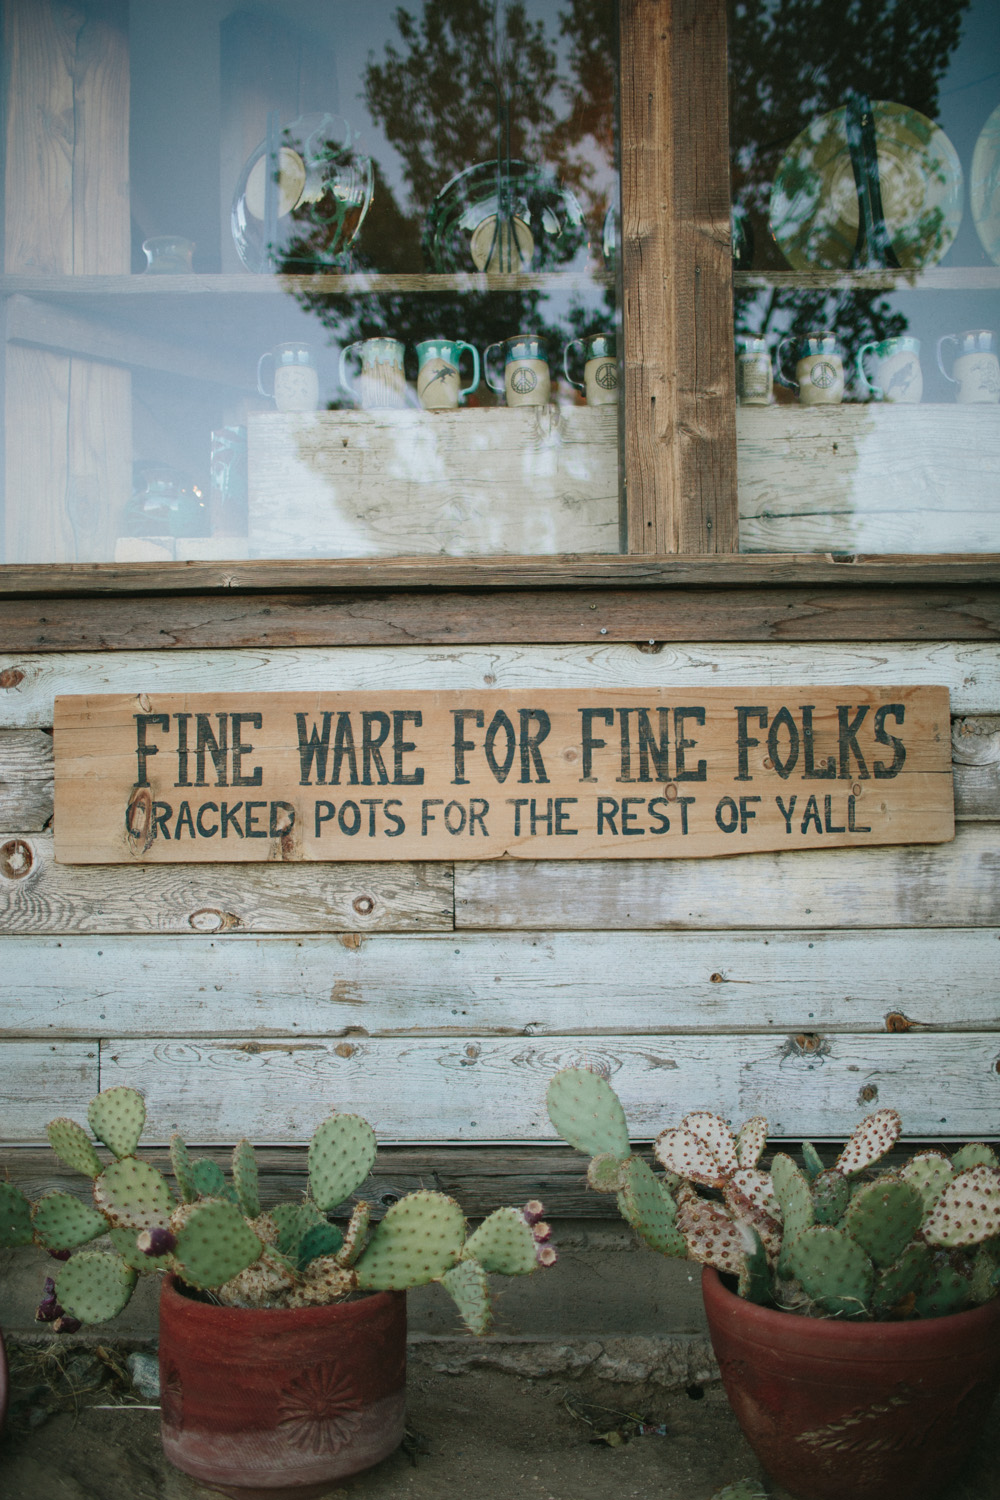 FINE WARE FOR FINE FOLKS
CRACKED POTS FOR THE REST OF YALL